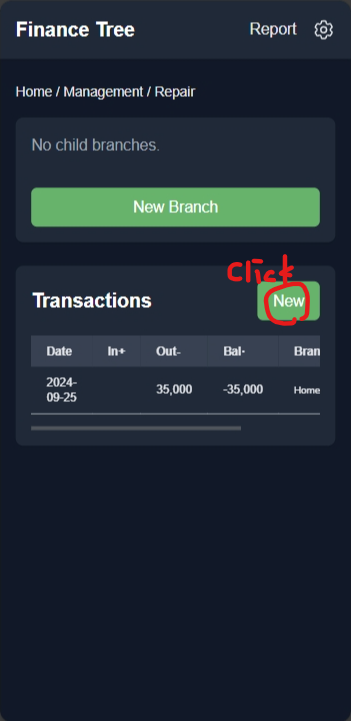 Finance Tree Report
Home / Management / Repair
No child branches.
New Branch
Click
Transactions New
Date In+ Out- Bal· Bran
2024-
09-25 35,000 -35,000 Home